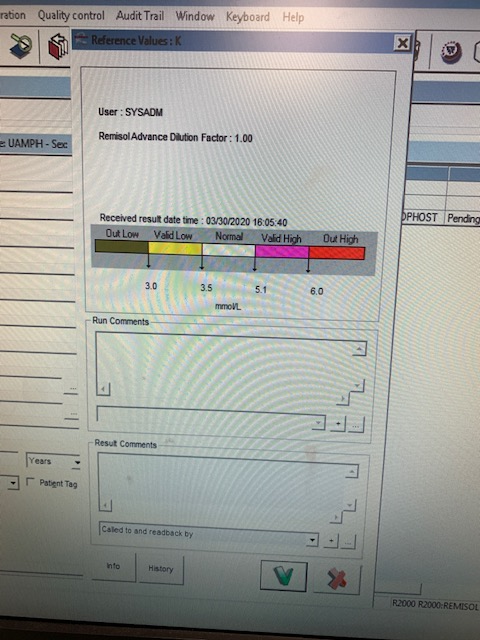 ration Quality control Audit Trail Window Keyboard Help
Reference Values : K
User : SYSADM
Remisol Advance Dilution Factor : 1.00
e: UAMPH - Sec
Received result date time : 03/30/2020 16:05:40
OPHOST Pending
Out Low Valid Low Normal Valid High Out High
3.0 3.5 5.1 6.0
mmol/L
Run Comments
+ ...
Result Comments
Years
Patient Tag
Called to and readback by
+ ...
Info History
R2000 R2000:REMISOL